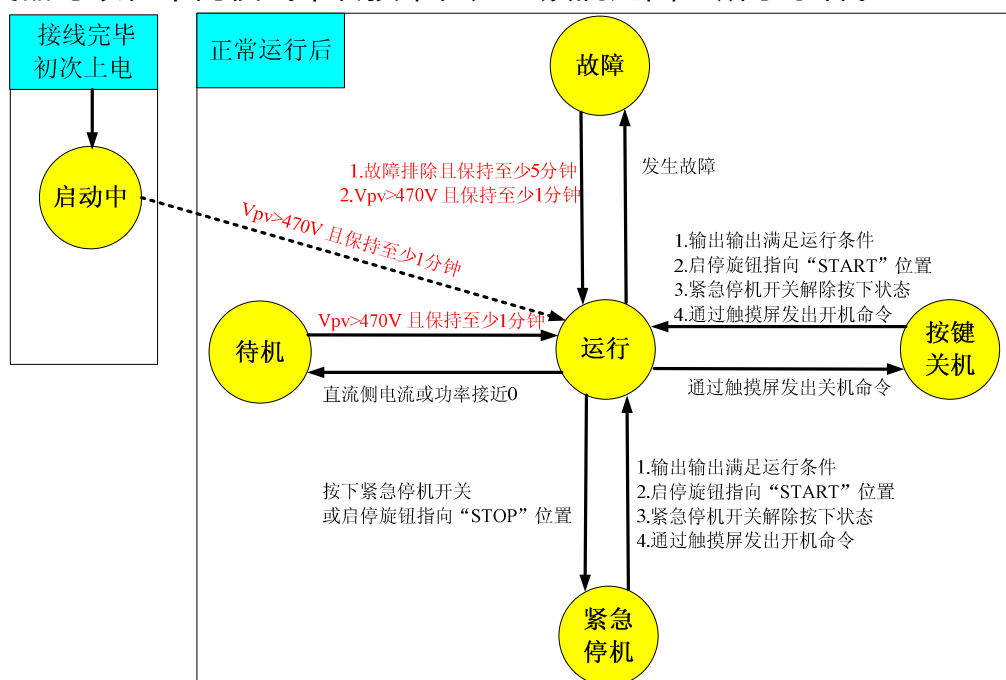 接线完毕
初次上电
启动中
正常运行后
故障
1.故障排除且保持至少5分钟
2.Vpv>470V 且保持至少1分钟
发生故障
Vpv>470V 且保持至少1分钟
1.输出输出满足运行条件
2.启停旋钮指向“START”位置
3.紧急停机开关解除按下状态
4.通过触摸屏发出开机命令
待机
Vpv>470V 且保持至少1分钟
运行
按键
关机
直流侧电流或功率接近0
通过触摸屏发出关机命令
按下紧急停机开关
或启停旋钮指向“STOP”位置
1.输出输出满足运行条件
2.启停旋钮指向“START”位置
3.紧急停机开关解除按下状态
4.通过触摸屏发出开机命令
紧急
停机